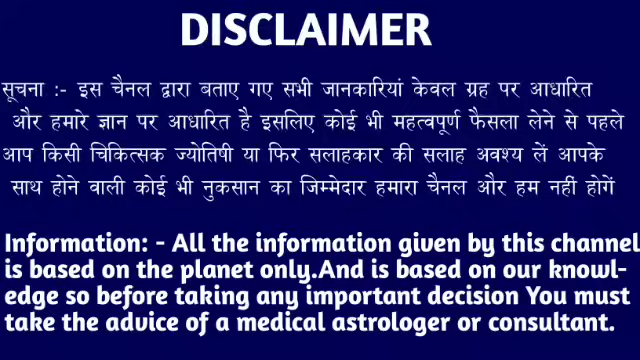 DISCLAIMER
सूचना :- इस चैनल द्वारा बताए गए सभी जानकारियां केवल ग्रह पर आधारित
और हमारे ज्ञान पर आधारित है इसलिए कोई भी महत्वपूर्ण फैसला लेने से पहले
आप किसी चिकित्सक ज्योतिषी या फिर सलाहकार की सलाह अवश्य लें आपके
साथ होने वाली कोई भी नुकसान का जिम्मेदार हमारा चैनल और हम नहीं होगें
Information: - All the information given by this channel
is based on the planet only.And is based on our knowl-
edge so before taking any important decision You must
take the advice of a medical astrologer or consultant.